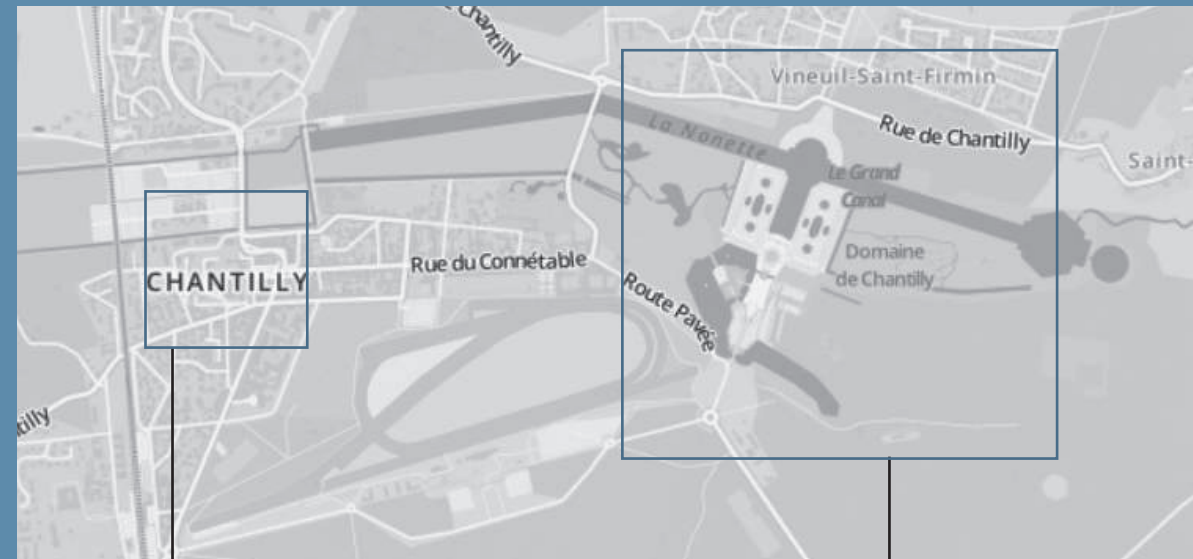 Chantilly
Vineuil-Saint-Firmin
La Nonette
Rue de Chantilly
Saint-
Le Grand
Canal
Domaine
de Chantilly
Rue du Connétable
CHANTILLY
Route Pavée
tilly